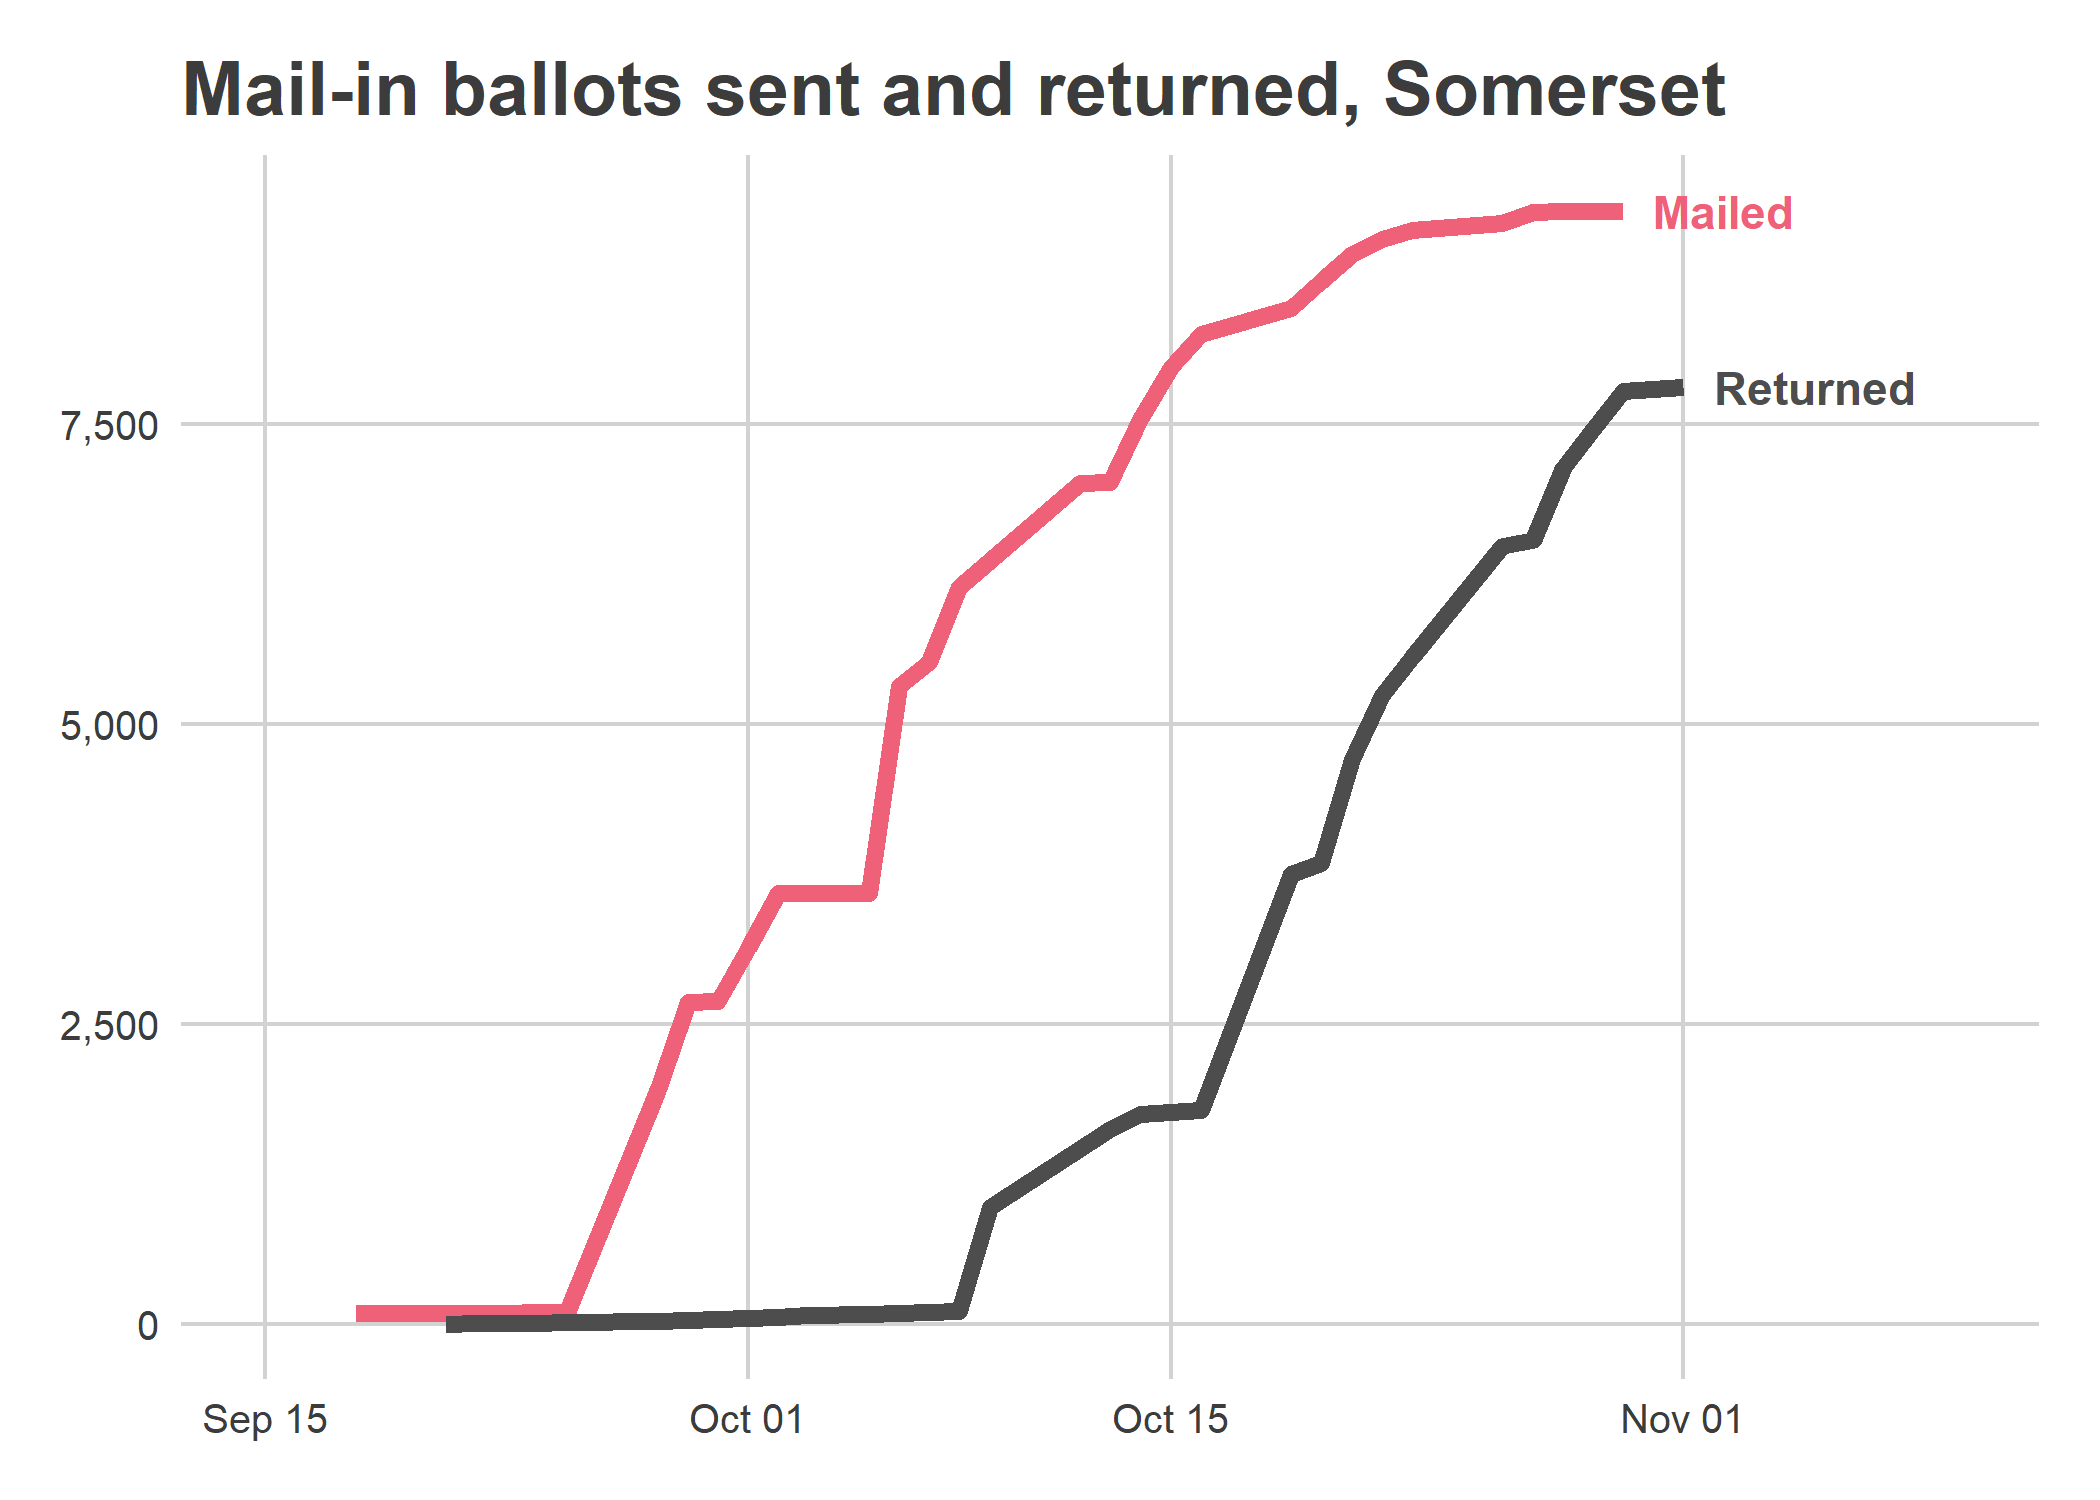 Mail-in ballots sent and returned, Somerset
Mailed
Returned
7,500
5,000
2,500
0
Sep 15
Oct 01
Oct 15
Nov 01